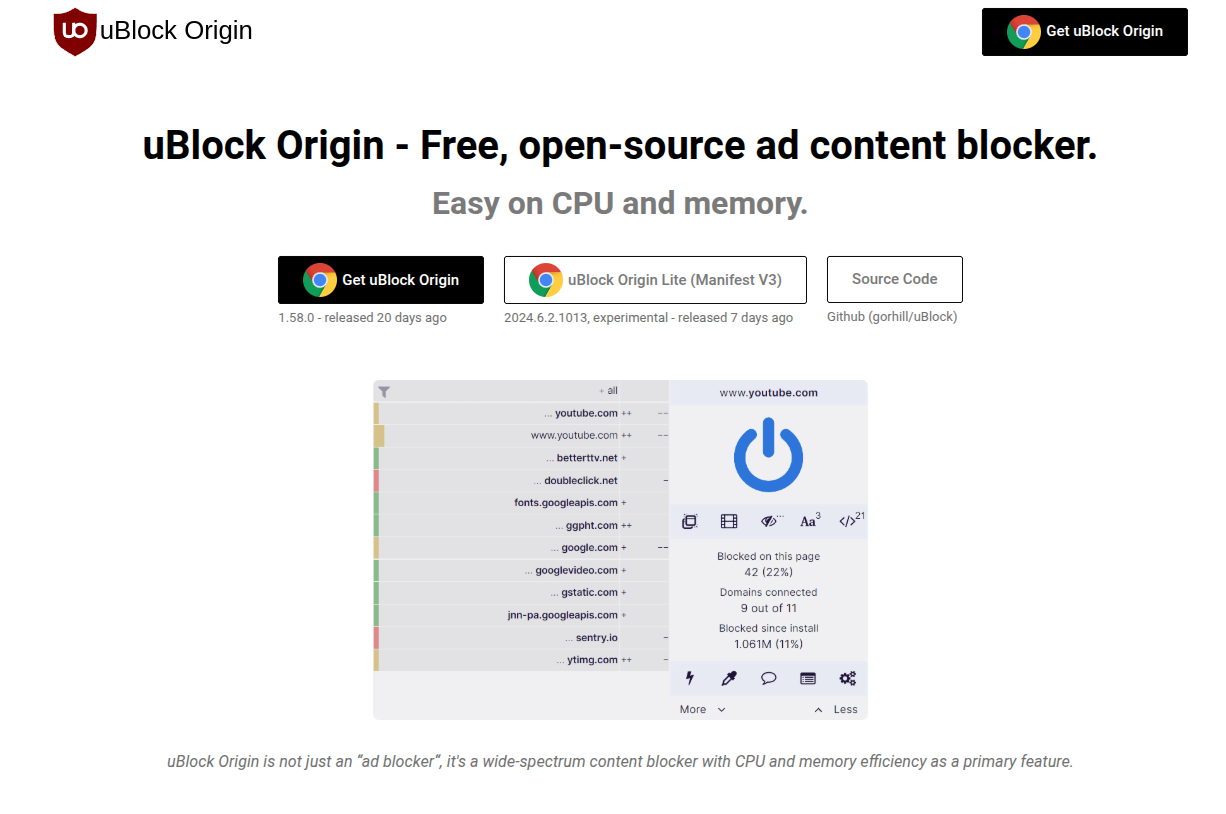 uBlock Origin
Get uBlock Origin
uBlock Origin - Free, open-source ad content blocker.
Easy on CPU and memory.
Get uBlock Origin
uBlock Origin Lite (Manifest V3)
Source Code
1.58.0 - released 20 days ago
2024.6.2.1013, experimental - released 7 days ago
Github (gorhill/uBlock)
+ all
... youtube.com ++ −−
www.youtube.com ++ −−
... betterttv.net +
... doubleclick.net −
fonts.googleapis.com +
... ggpht.com ++
... google.com + −−
... googlevideo.com +
... gstatic.com +
jnn-pa.googleapis.com +
... sentry.io −
... ytimg.com ++ −
www.youtube.com
... Aa 3 </> 21
Blocked on this page
42 (22%)
Domains connected
9 out of 11
Blocked since install
1.061M (11%)
More Less
uBlock Origin is not just an “ad blocker“, it's a wide-spectrum content blocker with CPU and memory efficiency as a primary feature.